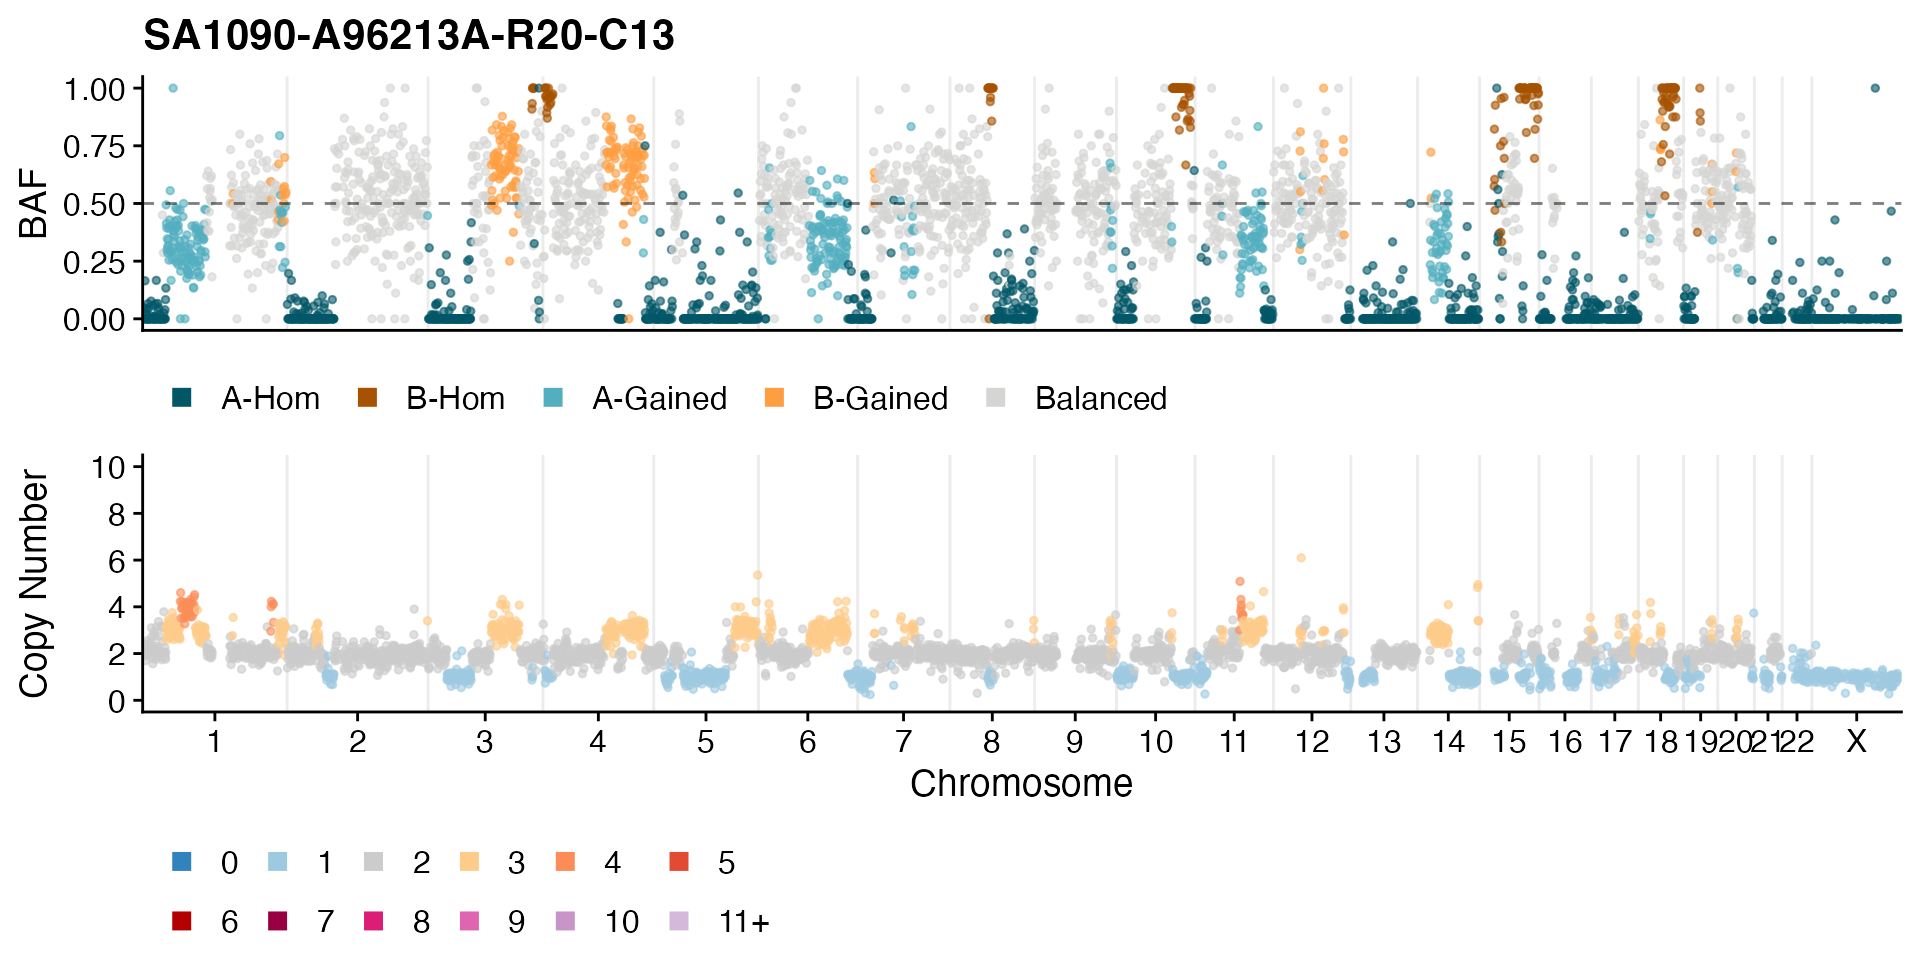 SA1090-A96213A-R20-C13
BAF
1.00
0.75
0.50
0.25
0.00
A-Hom B-Hom A-Gained B-Gained Balanced
Copy Number
10
8
6
4
2
0
1 2 3 4 5 6 7 8 9 10 11 12 13 14 15 16 17 18 19 20 21 22 X
Chromosome
0 1 2 3 4 5
6 7 8 9 10 11+